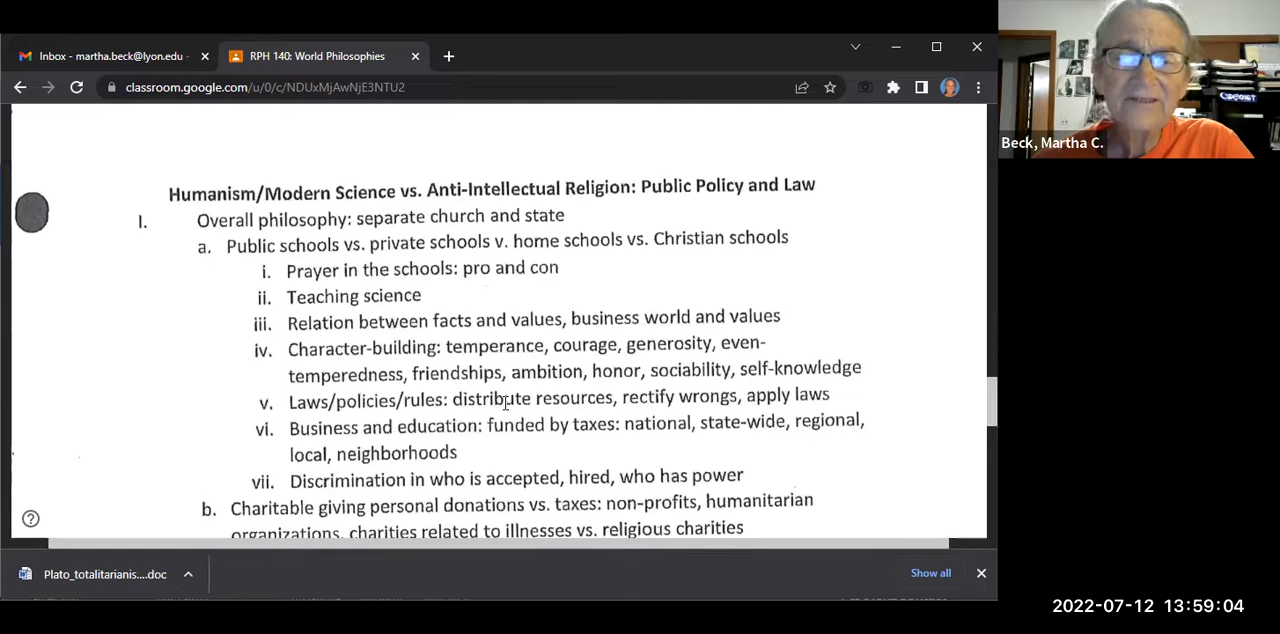 Inbox - martha.beck@lyon.edu -
RPH 140: World Philosophies
classroom.google.com/u/0/c/NDUxMjAwNjE3NTU2
Beck, Martha C.
Humanism/Modern Science vs. Anti-Intellectual Religion: Public Policy and Law
I. Overall philosophy: separate church and state
a. Public schools vs. private schools v. home schools vs. Christian schools
i. Prayer in the schools: pro and con
ii. Teaching science
iii. Relation between facts and values, business world and values
iv. Character-building: temperance, courage, generosity, even-
temperedness, friendships, ambition, honor, sociability, self-knowledge
v. Laws/policies/rules: distribute resources, rectify wrongs, apply laws
vi. Business and education: funded by taxes: national, state-wide, regional,
local, neighborhoods
vii. Discrimination in who is accepted, hired, who has power
b. Charitable giving personal donations vs. taxes: non-profits, humanitarian
organizations, charities related to illnesses vs. religious charities
Plato_totalitarianis....doc
Show all
2022-07-12 13:59:04